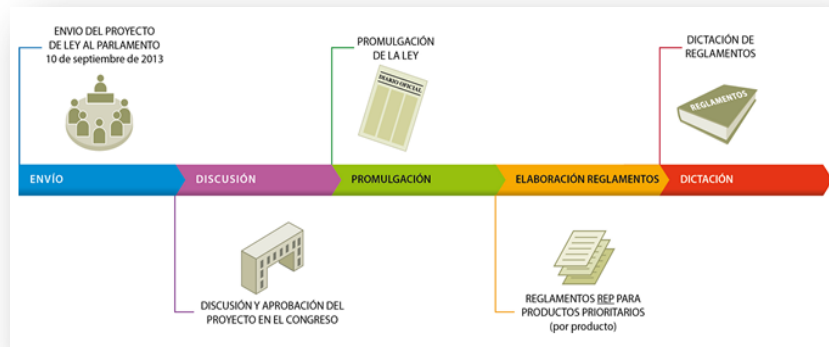 ENVIO DEL PROYECTO
DE LEY AL PARLAMENTO
10 de septiembre de 2013
PROMULGACIÓN
DE LA LEY
DIARIO OFICIAL
DICTACIÓN DE
REGLAMENTOS
REGLAMENTOS
ENVÍO
DISCUSIÓN
PROMULGACIÓN
ELABORACIÓN REGLAMENTOS
DICTACIÓN
DISCUSIÓN Y APROBACIÓN DEL
PROYECTO EN EL CONGRESO
REGLAMENTOS REP PARA
PRODUCTOS PRIORITARIOS
(por producto)